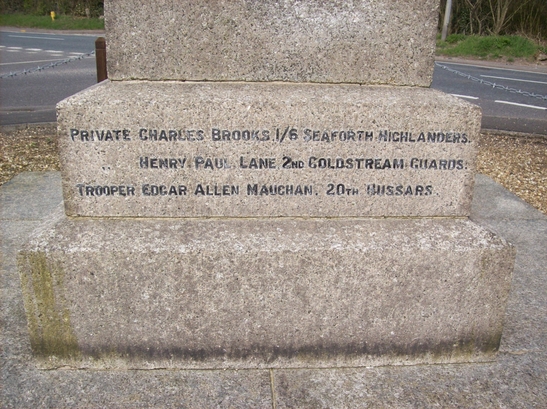 PRIVATE CHARLES BROOKS. 1/6 SEAFORTH HIGHLANDERS.
,, HENRY. PAUL. LANE 2ND COLDSTREAM GUARDS.
TROOPER EDGAR ALLEN MAUGHAN. 20TH HUSSARS.